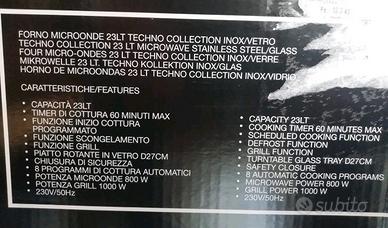 FORNO MICROONDE 23LT TECHNO COLLECTION INOX/VETRO
TECHNO COLLECTION 23 LT MICROWAVE STAINLESS STEEL/GLASS
FOUR MICRO-ONDES 23 LT TECHNO COLLECTION INOX/VERRE
MIKROWELLE 23 LT TECHNO KOLLEKTION INOX/GLAS
HORNO DE MICROONDAS 23 LT TECHNO COLLECTION INOX/VIDRIO
CARATTERISTICHE/FEATURES
• CAPACITÀ 23LT
• TIMER DI COTTURA 60 MINUTI MAX
• FUNZIONE INIZIO COTTURA
PROGRAMMATO
• FUNZIONE SCONGELAMENTO
• FUNZIONE GRILL
• PIATTO ROTANTE IN VETRO D27CM
• CHIUSURA DI SICUREZZA
• 8 PROGRAMMI DI COTTURA AUTOMATICI
• POTENZA MICROONDE 800 W
• POTENZA GRILL 1000 W
• 230V/50Hz
• CAPACITY 23LT
• COOKING TIMER 60 MINUTES MAX
• SCHEDULED COOKING FUNCTION
• DEFROST FUNCTION
• GRILL FUNCTION
• TURNTABLE GLASS TRAY D27CM
• SAFETY CLOSURE
• 8 AUTOMATIC COOKING PROGRAMS
• MICROWAVE POWER 800 W
• GRILL POWER 1000 W
• 230V/50Hz
subito